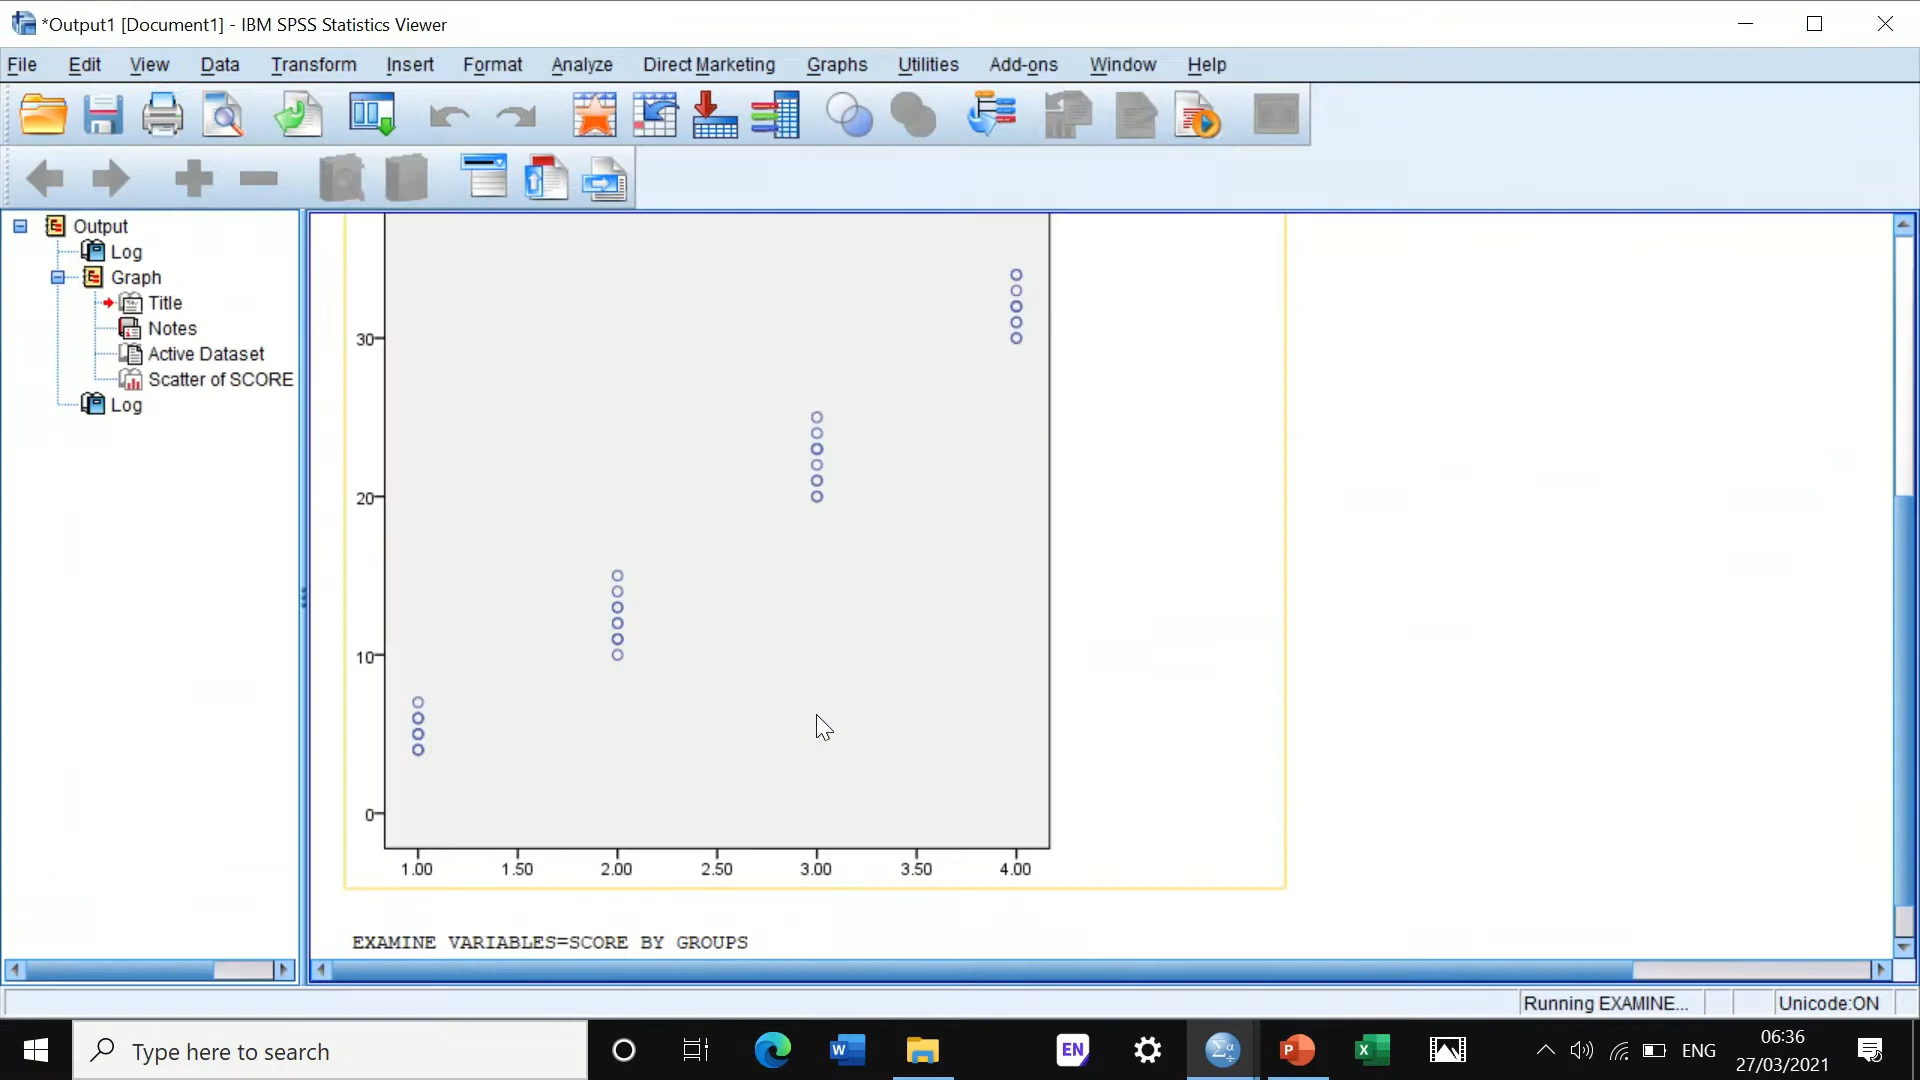 *Output1 [Document1] - IBM SPSS Statistics Viewer
File Edit View Data Transform Insert Format Analyze Direct Marketing Graphs Utilities Add-ons Window Help
Output
Log
Graph
Title
Notes
Active Dataset
Scatter of SCORE
Log
30
20
10
0
1.00 1.50 2.00 2.50 3.00 3.50 4.00
EXAMINE VARIABLES=SCORE BY GROUPS
Running EXAMINE... Unicode:ON
Type here to search
EN
ENG
06:36
27/03/2021